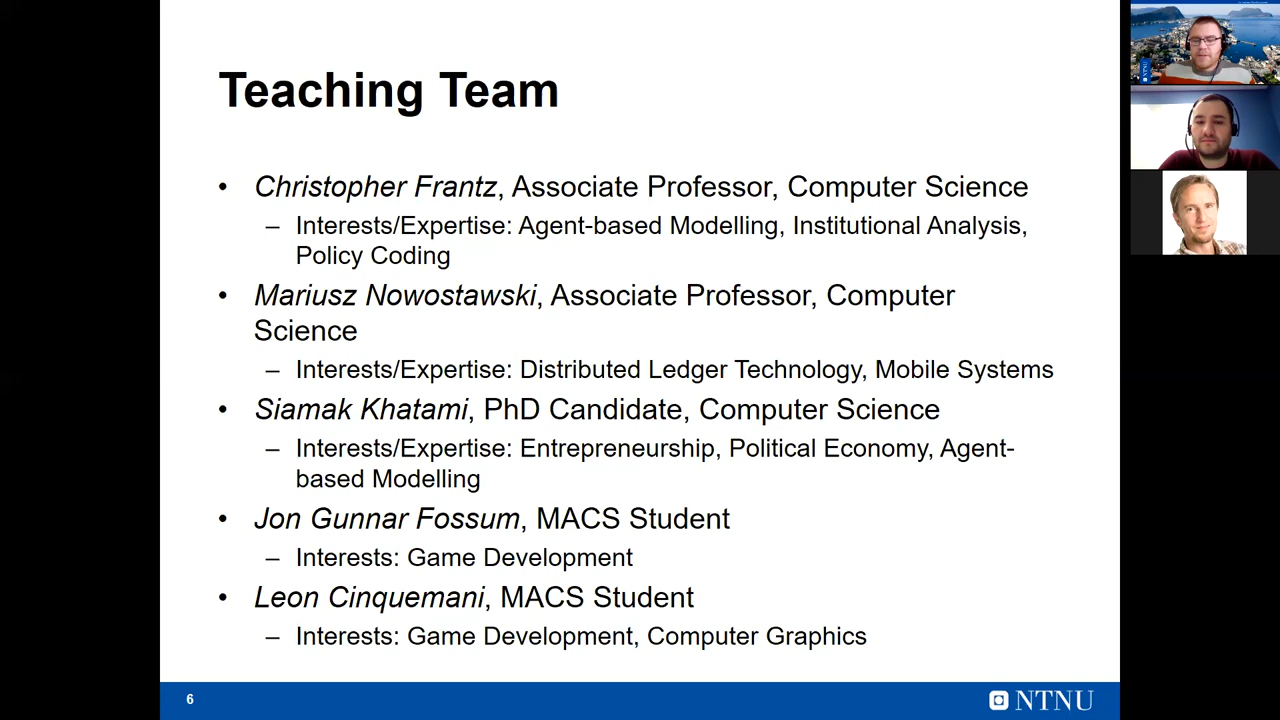 Teaching Team
• Christopher Frantz, Associate Professor, Computer Science
– Interests/Expertise: Agent-based Modelling, Institutional Analysis,
Policy Coding
• Mariusz Nowostawski, Associate Professor, Computer
Science
– Interests/Expertise: Distributed Ledger Technology, Mobile Systems
• Siamak Khatami, PhD Candidate, Computer Science
– Interests/Expertise: Entrepreneurship, Political Economy, Agent-
based Modelling
• Jon Gunnar Fossum, MACS Student
– Interests: Game Development
• Leon Cinquemani, MACS Student
– Interests: Game Development, Computer Graphics
6
NTNU
NTNU